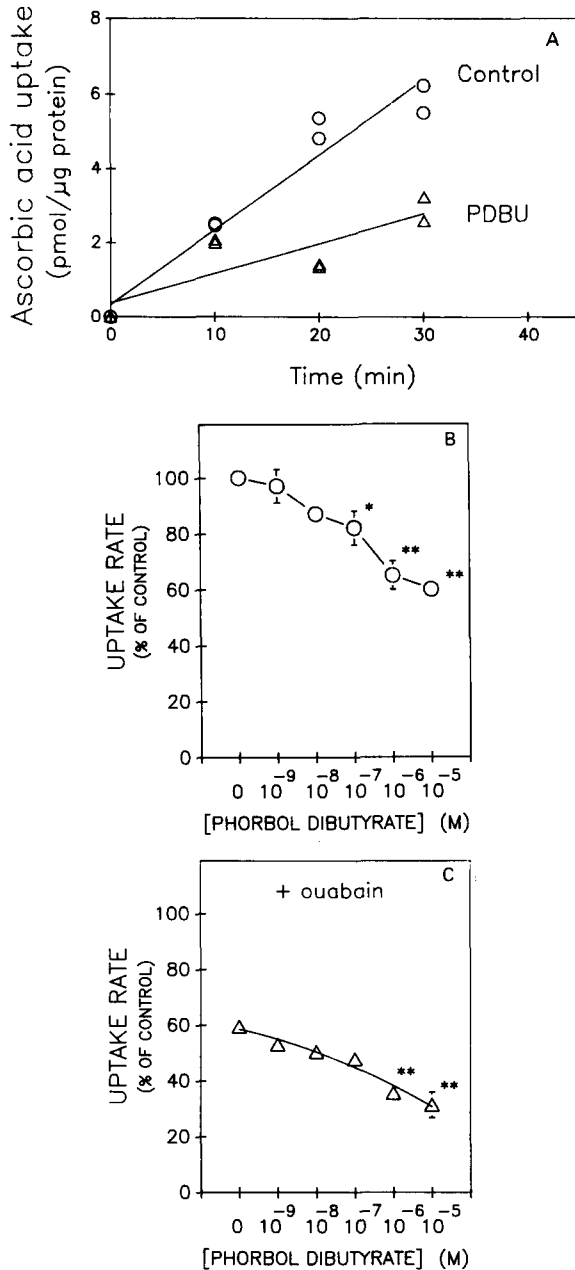 A
Ascorbic acid uptake
(pmol/µg protein)
8
6
4
2
0
Control
PDBU
0 10 20 30 40
Time (min)
B
UPTAKE RATE
(% OF CONTROL)
100
80
60
40
20
0
*
**
**
0 10⁻⁹ 10⁻⁸ 10⁻⁷ 10⁻⁶ 10⁻⁵
[PHORBOL DIBUTYRATE] (M)
C
+ ouabain
UPTAKE RATE
(% OF CONTROL)
100
80
60
40
20
0
**
**
0 10⁻⁹ 10⁻⁸ 10⁻⁷ 10⁻⁶ 10⁻⁵
[PHORBOL DIBUTYRATE] (M)